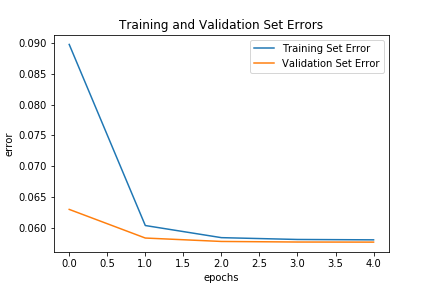 Training and Validation Set Errors
Training Set Error
Validation Set Error
0.090
0.085
0.080
0.075
0.070
0.065
0.060
error
0.0 0.5 1.0 1.5 2.0 2.5 3.0 3.5 4.0
epochs